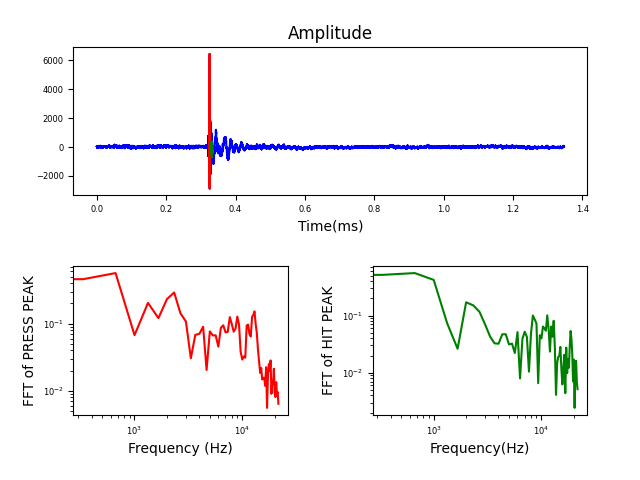 Amplitude
6000
4000
2000
0
−2000
0.0 0.2 0.4 0.6 0.8 1.0 1.2 1.4
Time(ms)
FFT of PRESS PEAK
10⁻¹
10⁻²
10³ 10⁴
Frequency (Hz)
FFT of HIT PEAK
10⁻¹
10⁻²
10³ 10⁴
Frequency(Hz)